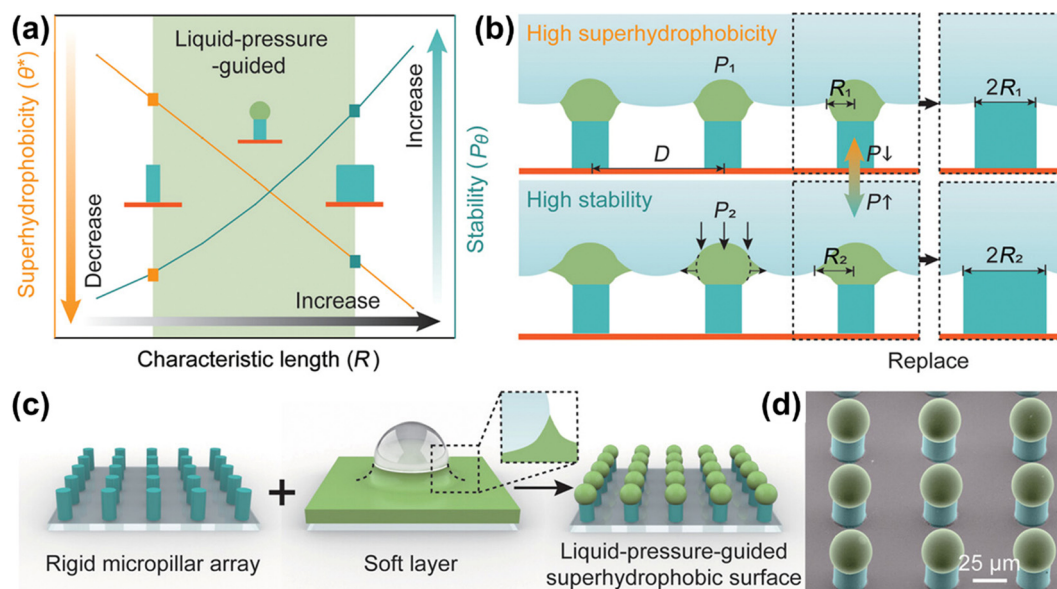 (a)
Superhydrophobicity (θ*)
Decrease
Liquid-pressure
-guided
Increase
Stability (Pθ)
Increase
Characteristic length (R)
(b)
High superhydrophobicity
P₁
R₁
2R₁
D
P↓
High stability
P₂
P↑
R₂
2R₂
Replace
(c)
Rigid micropillar array
+
Soft layer
Liquid-pressure-guided
superhydrophobic surface
(d)
25 μm